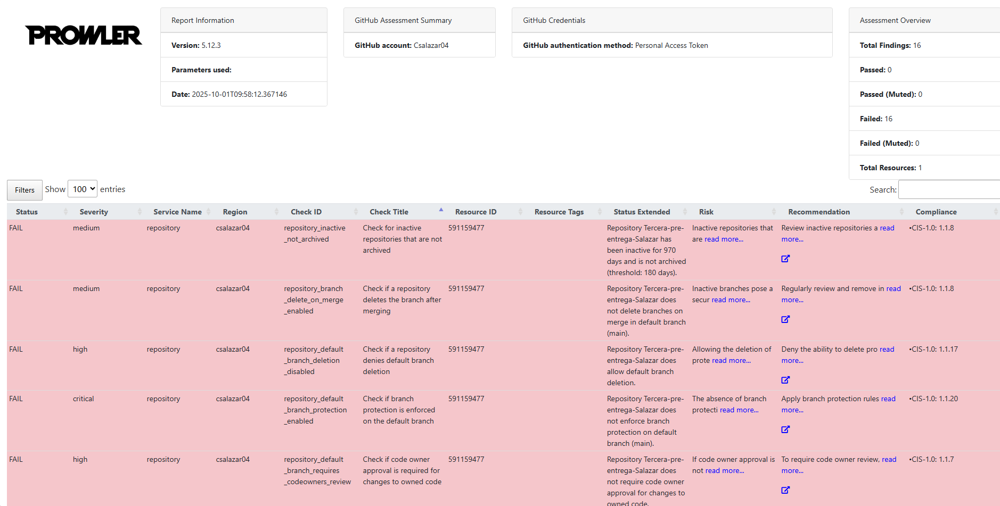 PROWLER
Report Information
Version: 5.12.3
Parameters used:
Date: 2025-10-01T09:58:12.367146
GitHub Assessment Summary
GitHub account: Csalazar04
GitHub Credentials
GitHub authentication method: Personal Access Token
Assessment Overview
Total Findings: 16
Passed: 0
Passed (Muted): 0
Failed: 16
Failed (Muted): 0
Total Resources: 1
Filters Show 100 entries
Search:
Status Severity Service Name Region Check ID Check Title Resource ID Resource Tags Status Extended Risk Recommendation Compliance
FAIL
medium
repository
csalazar04
repository_inactive
_not_archived
Check for inactive
repositories that are not
archived
591159477
Repository Tercera-pre-
entrega-Salazar has
been inactive for 970
days and is not archived
(threshold: 180 days).
Inactive repositories that
are read more...
Review inactive repositories a read
more...
•CIS-1.0: 1.1.8
FAIL
medium
repository
csalazar04
repository_branch
_delete_on_merge
_enabled
Check if a repository
deletes the branch after
merging
591159477
Repository Tercera-pre-
entrega-Salazar does
not delete branches on
merge in default branch
(main).
Inactive branches pose a
secur read more...
Regularly review and remove in read
more...
•CIS-1.0: 1.1.8
FAIL
high
repository
csalazar04
repository_default
_branch_deletion
_disabled
Check if a repository
denies default branch
deletion
591159477
Repository Tercera-pre-
entrega-Salazar does
allow default branch
deletion.
Allowing the deletion of
prote read more...
Deny the ability to delete pro read
more...
•CIS-1.0: 1.1.17
FAIL
critical
repository
csalazar04
repository_default
_branch_protection
_enabled
Check if branch
protection is enforced
on the default branch
591159477
Repository Tercera-pre-
entrega-Salazar does
not enforce branch
protection on default
branch (main).
The absence of branch
protecti read more...
Apply branch protection rules read
more...
•CIS-1.0: 1.1.20
FAIL
high
repository
csalazar04
repository_default
_branch_requires
_codeowners_review
Check if code owner
approval is required for
changes to owned code
591159477
Repository Tercera-pre-
entrega-Salazar does
not require code owner
approval for changes to
owned code.
If code owner approval is
not read more...
To require code owner review, read
more...
•CIS-1.0: 1.1.7